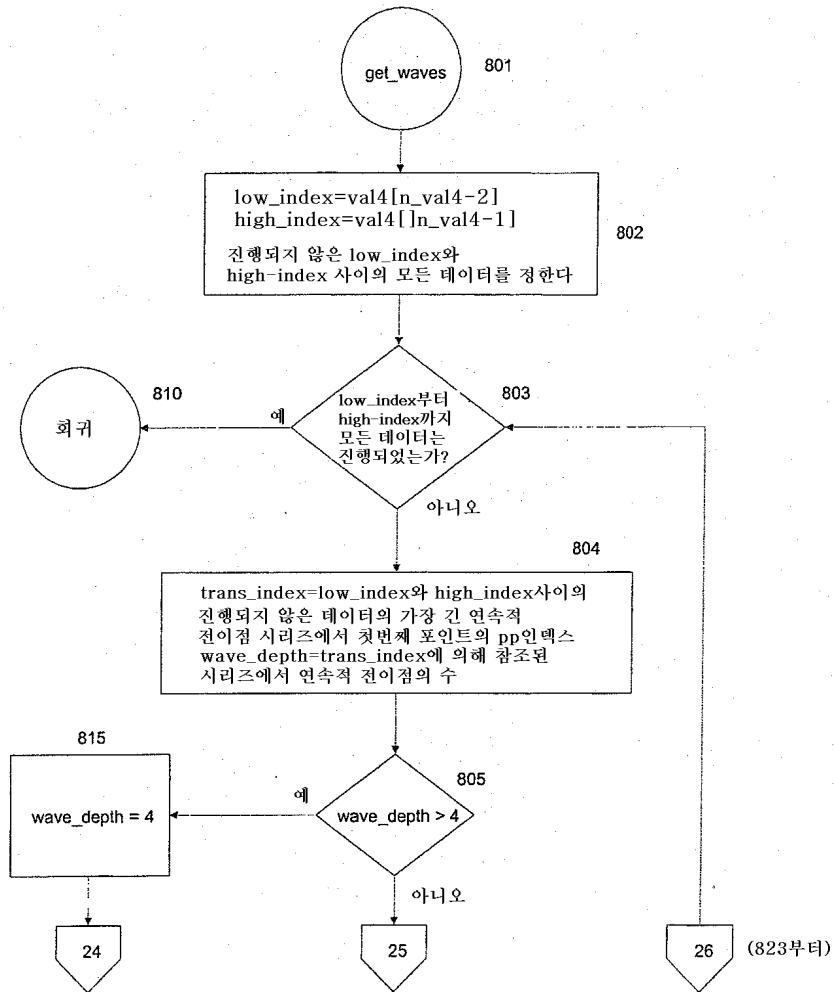 get_waves
801
low_index=val4[n_val4-2]
high_index=val4[]n_val4-1]
진행되지 않은 low_index와
high-index 사이의 모든 데이터를 정한다
802
810
회귀
예
low_index부터
high-index까지
모든 데이터는
진행되었는가?
803
아니오
804
trans_index=low_index와 high_index사이의
진행되지 않은 데이터의 가장 긴 연속적
전이점 시리즈에서 첫번째 포인트의 pp인덱스
wave_depth=trans_index에 의해 참조된
시리즈에서 연속적 전이점의 수
815
wave_depth = 4
예
805
wave_depth > 4
아니오
24
25
26
(823부터)